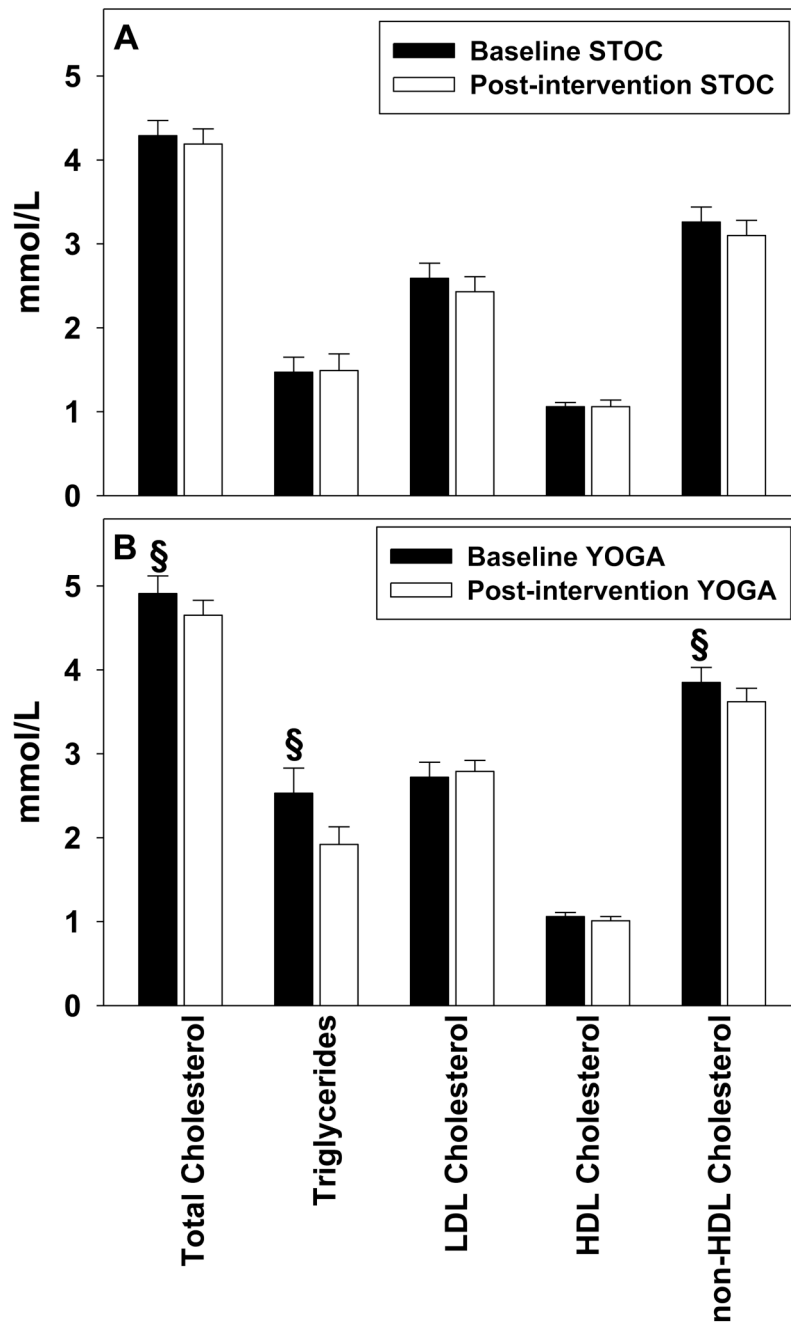 A
Baseline STOC
Post-intervention STOC
5
4
3
2
1
0
mmol/L
B
Baseline YOGA
Post-intervention YOGA
§
§
§
5
4
3
2
1
0
mmol/L
Total Cholesterol
Triglycerides
LDL Cholesterol
HDL Cholesterol
non-HDL Cholesterol